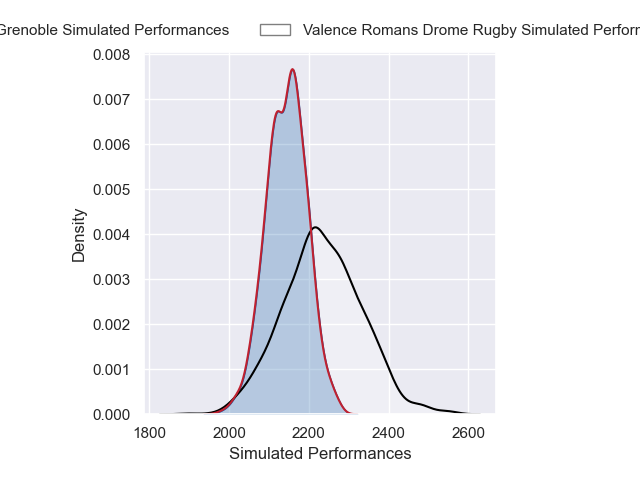 Grenoble Simulated Performances
Valence Romans Drome Rugby Simulated
0.008
0.007
0.006
0.005
0.004
0.003
0.002
0.001
0.000
Density
1800 2000 2200 2400 2600
Simulated Performances